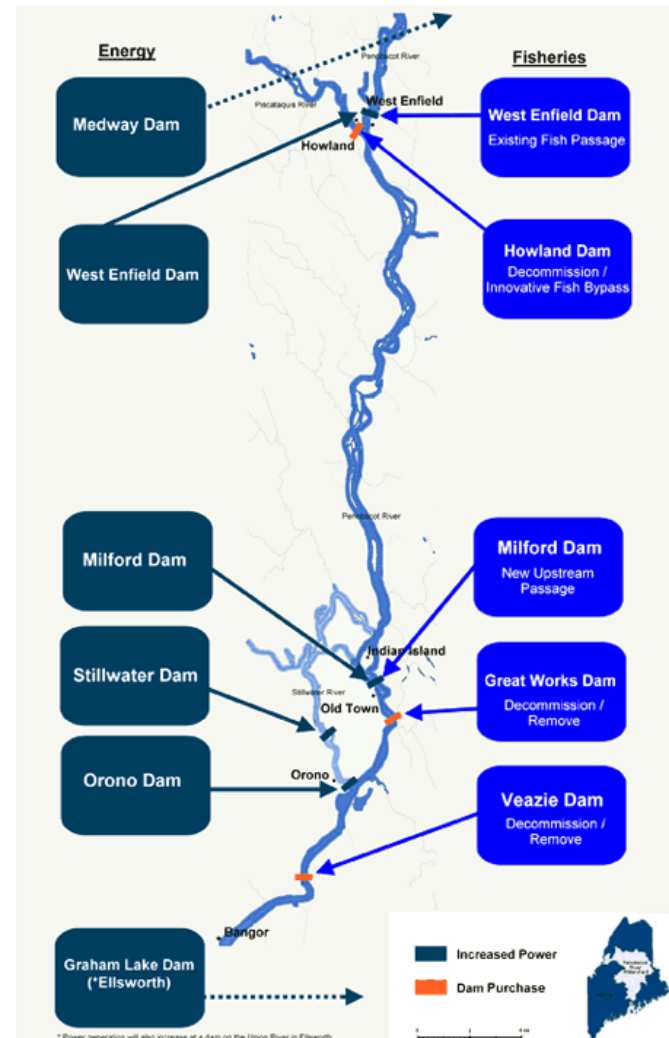 Energy
Fisheries
Penobscot River
Medway Dam
Piscataquis River
West Enfield
West Enfield Dam
Existing Fish Passage
Howland
West Enfield Dam
Howland Dam
Decommission /
Innovative Fish Bypass
Penobscot River
Milford Dam
Milford Dam
New Upstream
Passage
Stillwater Dam
Indian Island
Stillwater River
Old Town
Great Works Dam
Decommission /
Remove
Orono Dam
Orono
Veazie Dam
Decommission /
Remove
Bangor
Graham Lake Dam
(*Ellsworth)
Increased Power
Dam Purchase
* Power generation will also increase at a dam on the Union River in Ellsworth